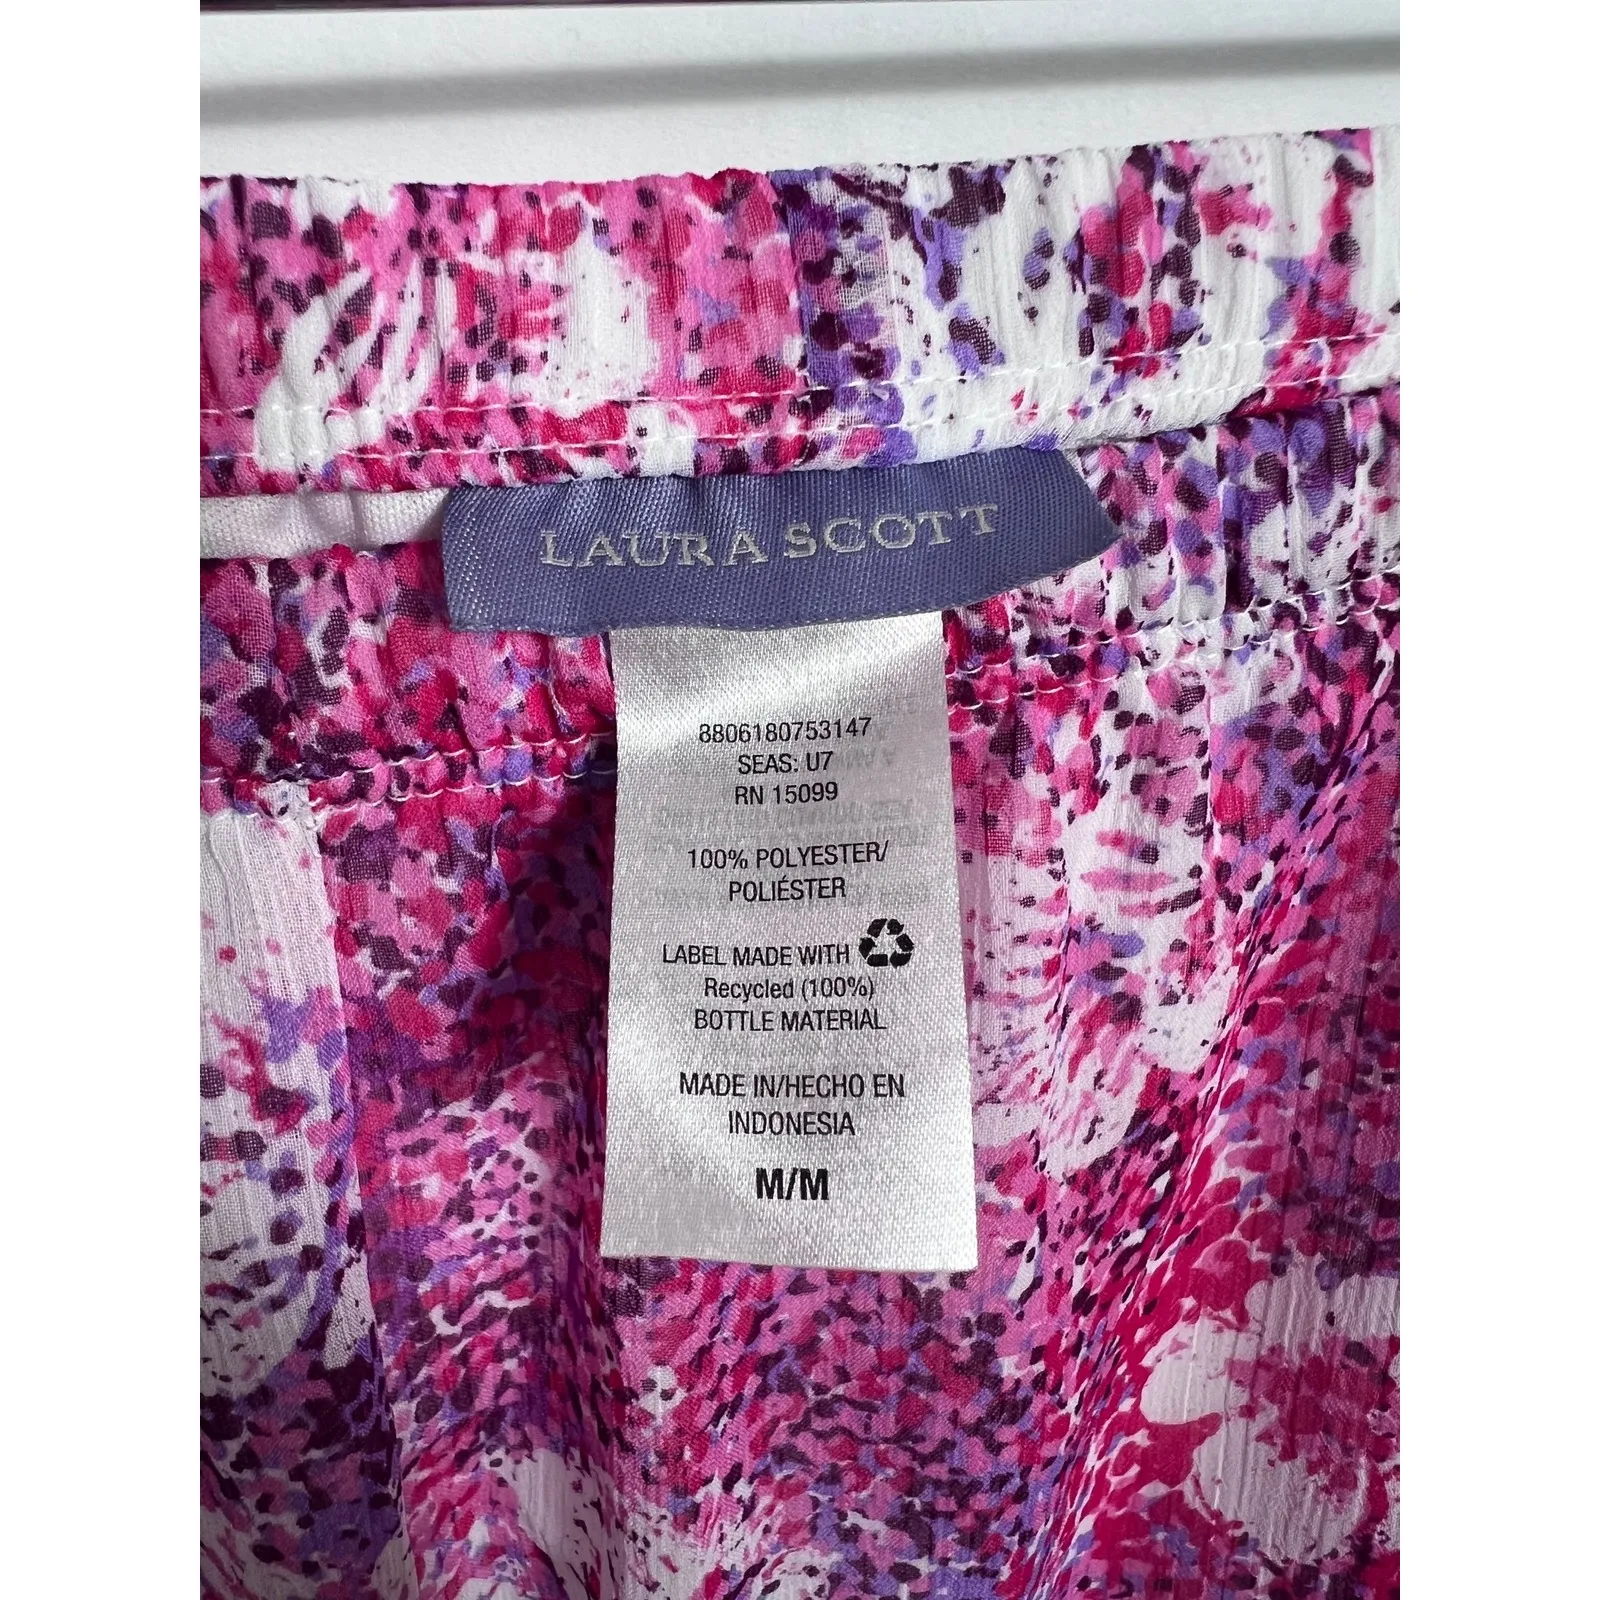 LAURA SCOTT
8806180753147
SEAS: U7
RN 15099
100% POLYESTER/
POLIÉSTER
LABEL MADE WITH
Recycled (100%)
BOTTLE MATERIAL
MADE IN/HECHO EN
INDONESIA
M/M